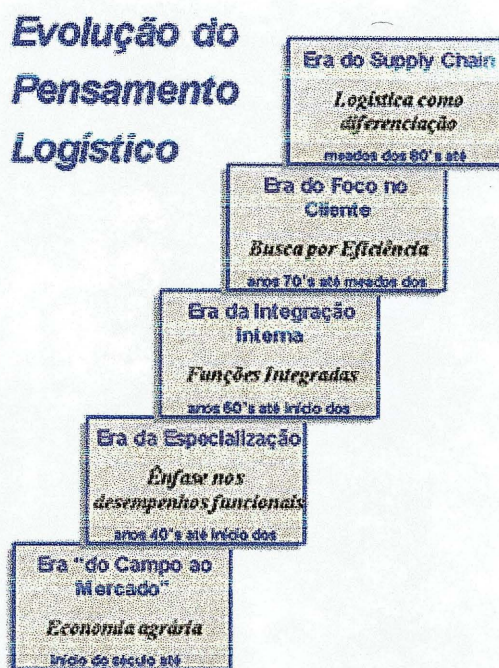 Evolução do
Pensamento
Logístico
Era do Supply Chain
Logística como
diferenciação
meados dos 80's até
Era do Foco no
Cliente
Busca por Eficiência
anos 70's até meados dos
Era da Integração
Interna
Funções Integradas
anos 60's até início dos
Era da Especialização
Ênfase nos
desempenhos funcionais
anos 40's até início dos
Era "do Campo ao
Mercado"
Economia agrária
início do século até